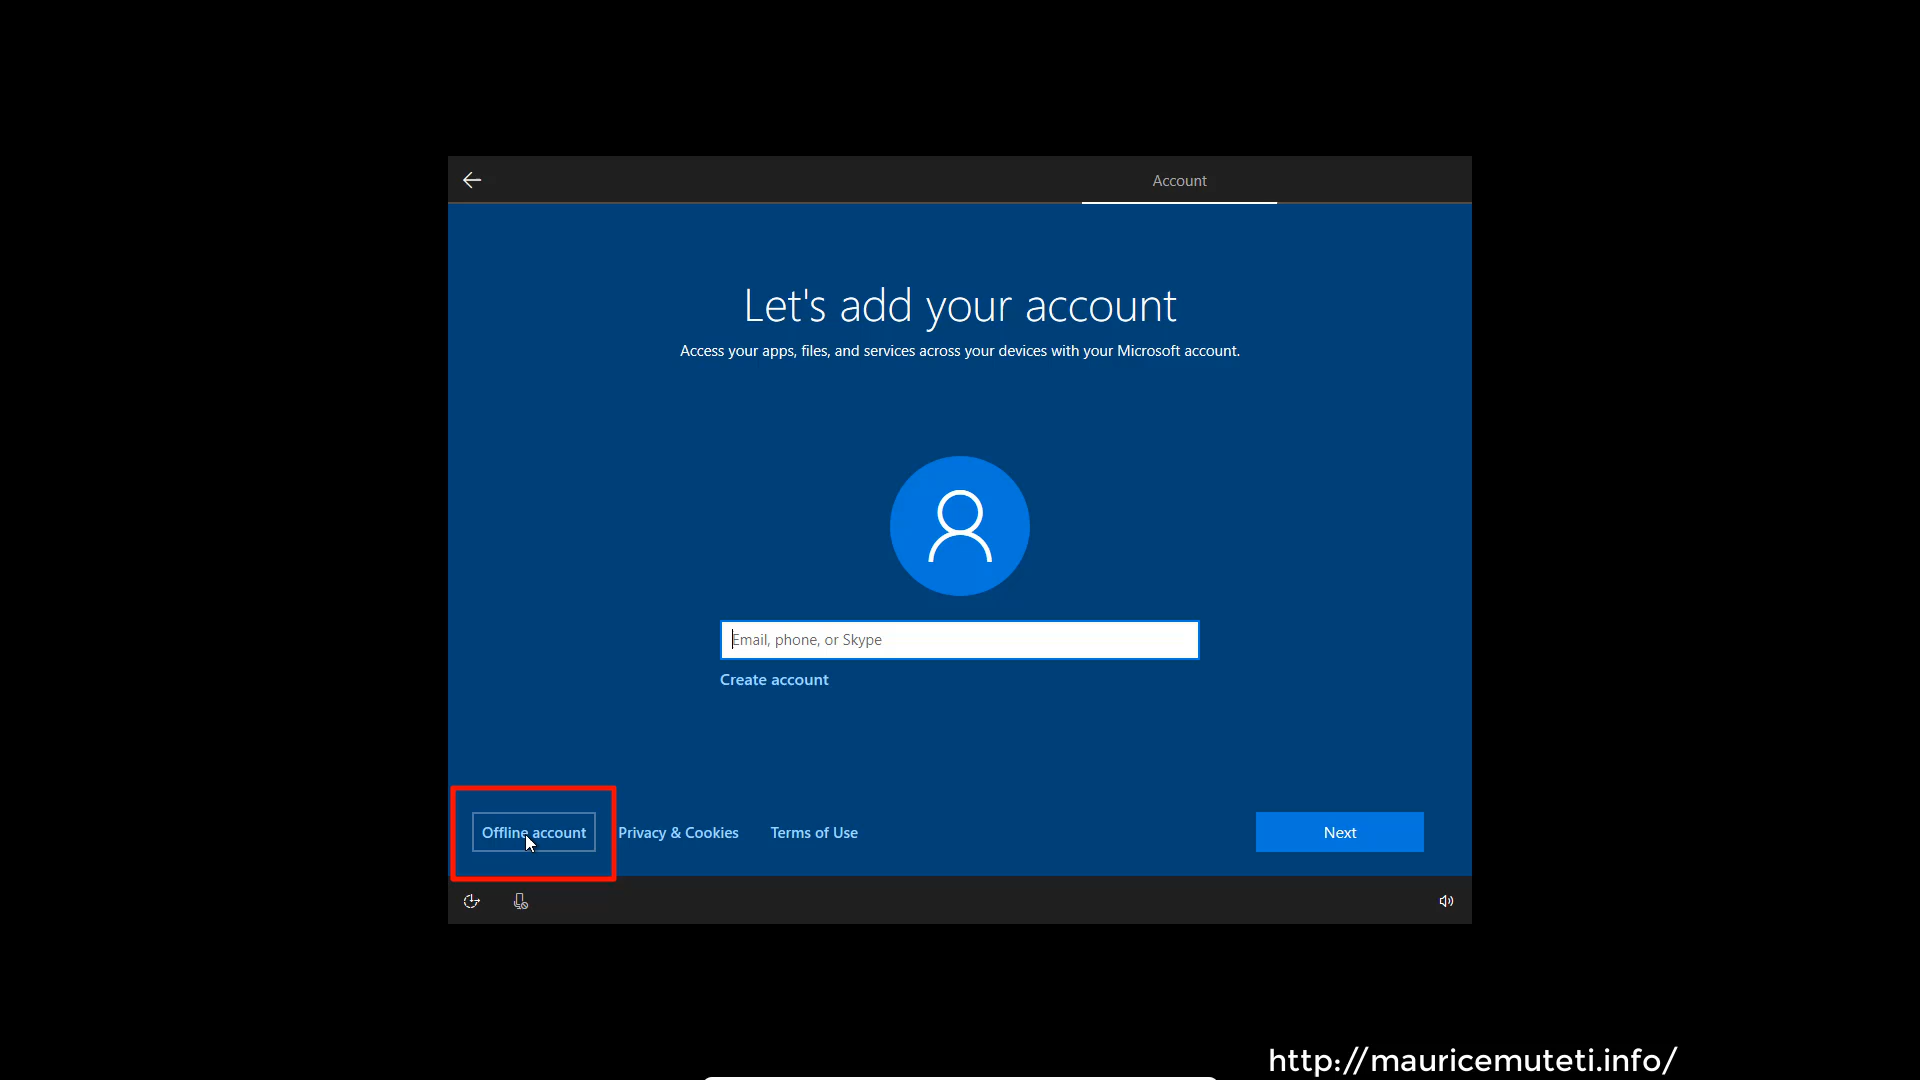 Account
Let's add your account
Access your apps, files, and services across your devices with your Microsoft account.
Email, phone, or Skype
Create account
Offline account
Privacy & Cookies
Terms of Use
Next
http://mauricemuteti.info/